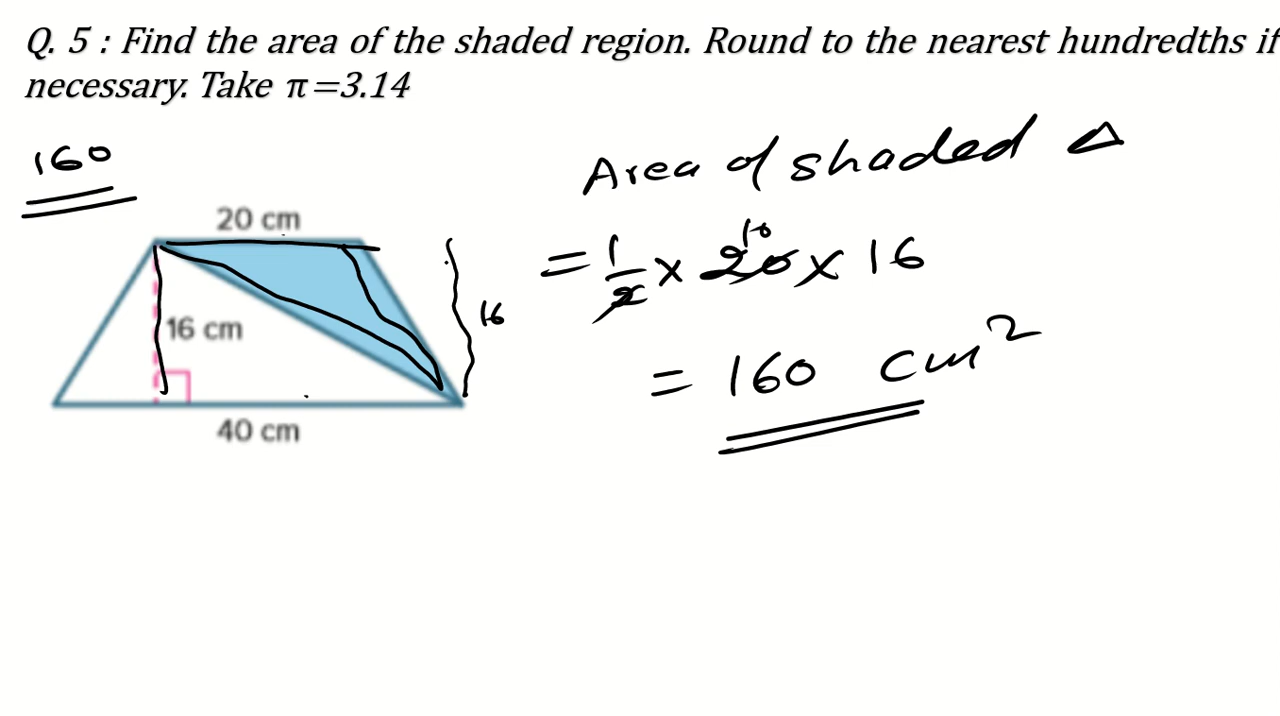 Q. 5 : Find the area of the shaded region. Round to the nearest hundredths if
necessary. Take π=3.14
160
Area of shaded Δ
20 cm
= 1/2 x 20 x 16
10
16 cm
16
= 160 cm²
40 cm